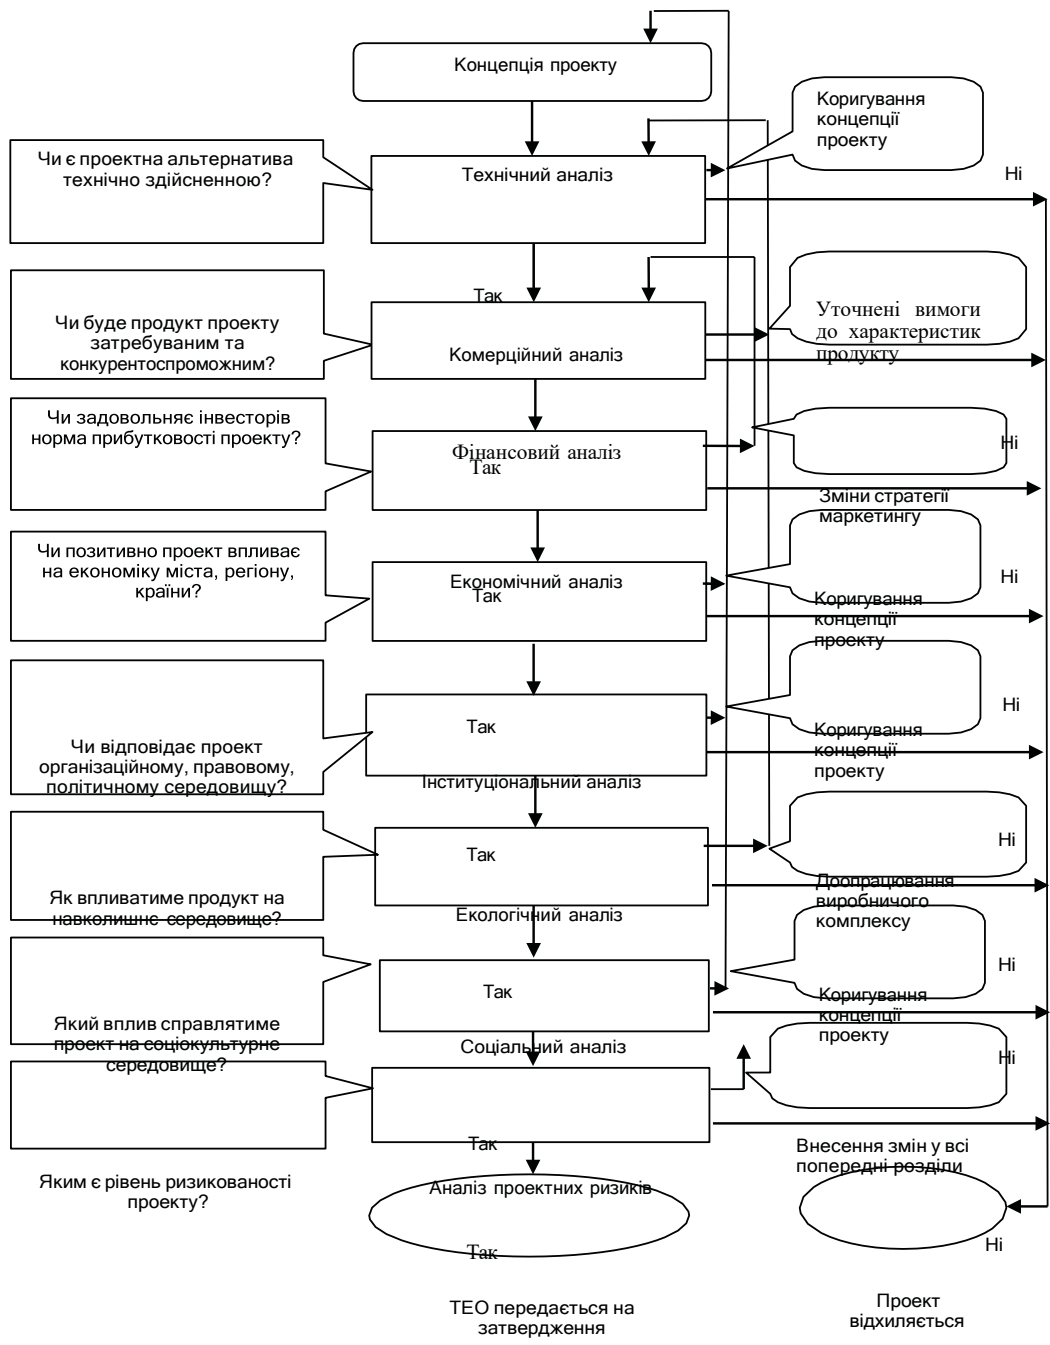 Концепція проекту
Коригування
концепції
проекту
Чи є проектна альтернатива
технічно здійсненною?
Технічний аналіз
Ні
Так
Чи буде продукт проекту
затребуваним та
конкурентоспроможним?
Комерційний аналіз
Уточнені вимоги
до характеристик
продукту
Чи задовольняє інвесторів
норма прибутковості проекту?
Фінансовий аналіз
Так
Ні
Зміни стратегії
маркетингу
Чи позитивно проект впливає
на економіку міста, регіону,
країни?
Економічний аналіз
Так
Ні
Коригування
концепції
проекту
Так
Ні
Чи відповідає проект
організаційному, правовому,
політичному середовищу?
Інституціональний аналіз
Коригування
концепції
проекту
Так
Ні
Як впливатиме продукт на
навколишнє середовище?
Екологічний аналіз
Доопрацювання
виробничого
комплексу
Так
Ні
Який вплив справлятиме
проект на соціокультурне
середовище?
Соціальний аналіз
Коригування
концепції
проекту
Ні
Так
Внесення змін у всі
попередні розділи
Яким є рівень ризикованості
проекту?
Аналіз проектних ризиків
Так
Ні
ТЕО передається на
затвердження
Проект
відхиляється